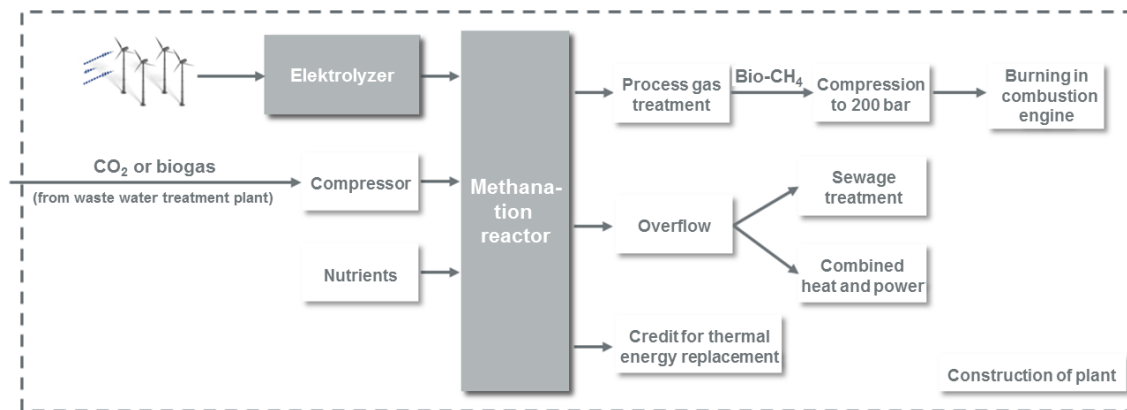 Elektrolyzer
CO₂ or biogas
(from waste water treatment plant)
Compressor
Nutrients
Methana-
tion
reactor
Process gas
treatment
Bio-CH₄
Compression
to 200 bar
Burning in
combustion
engine
Overflow
Sewage
treatment
Combined
heat and power
Credit for thermal
energy replacement
Construction of plant